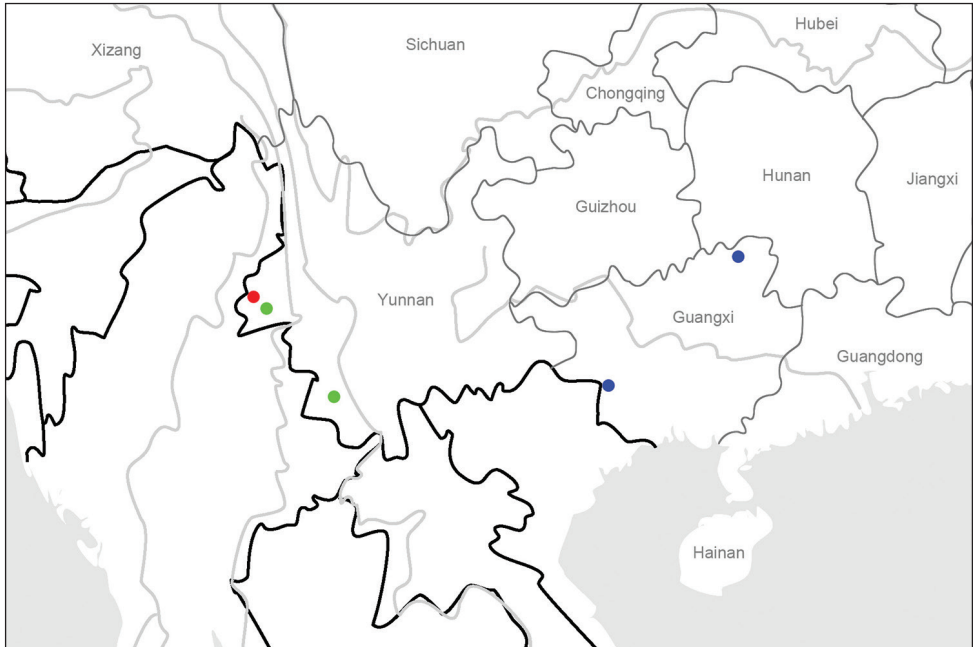 Hubei
Sichuan
Xizang
Chongqing
Hunan
Jiangxi
Guizhou
Yunnan
Guangxi
Guangdong
Hainan